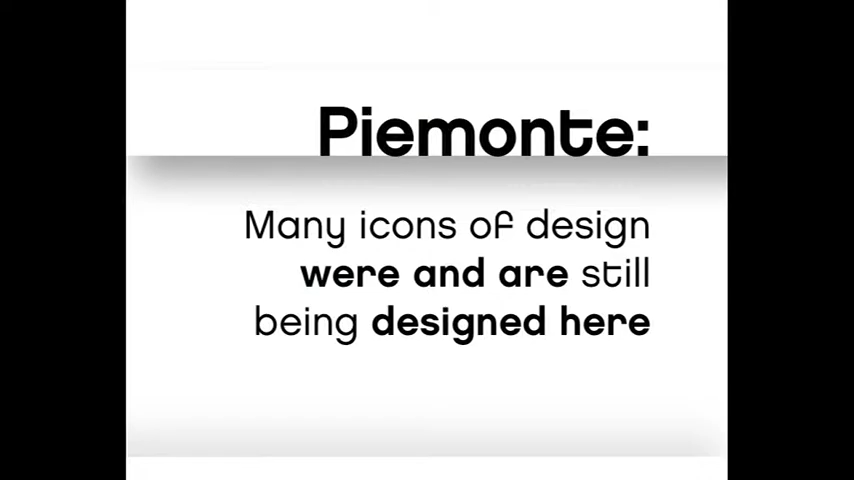 Piemonte:
Many icons of design
were and are still
being designed here